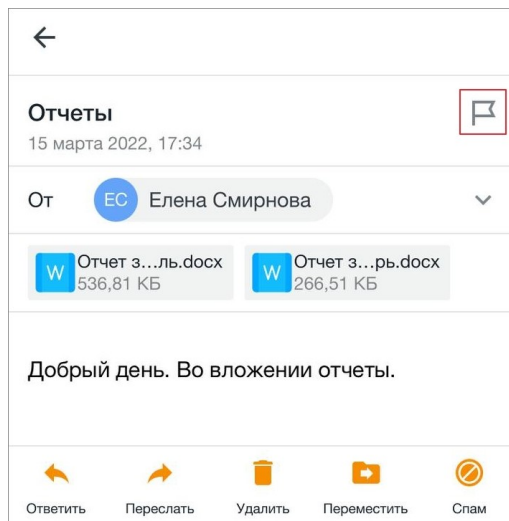 Отчеты
15 марта 2022, 17:34
От ЕС Елена Смирнова
W Отчет з...ль.docx W Отчет з...рь.docx
536,81 КБ 266,51 КБ
Добрый день. Во вложении отчеты.
Ответить Переслать Удалить Переместить Спам